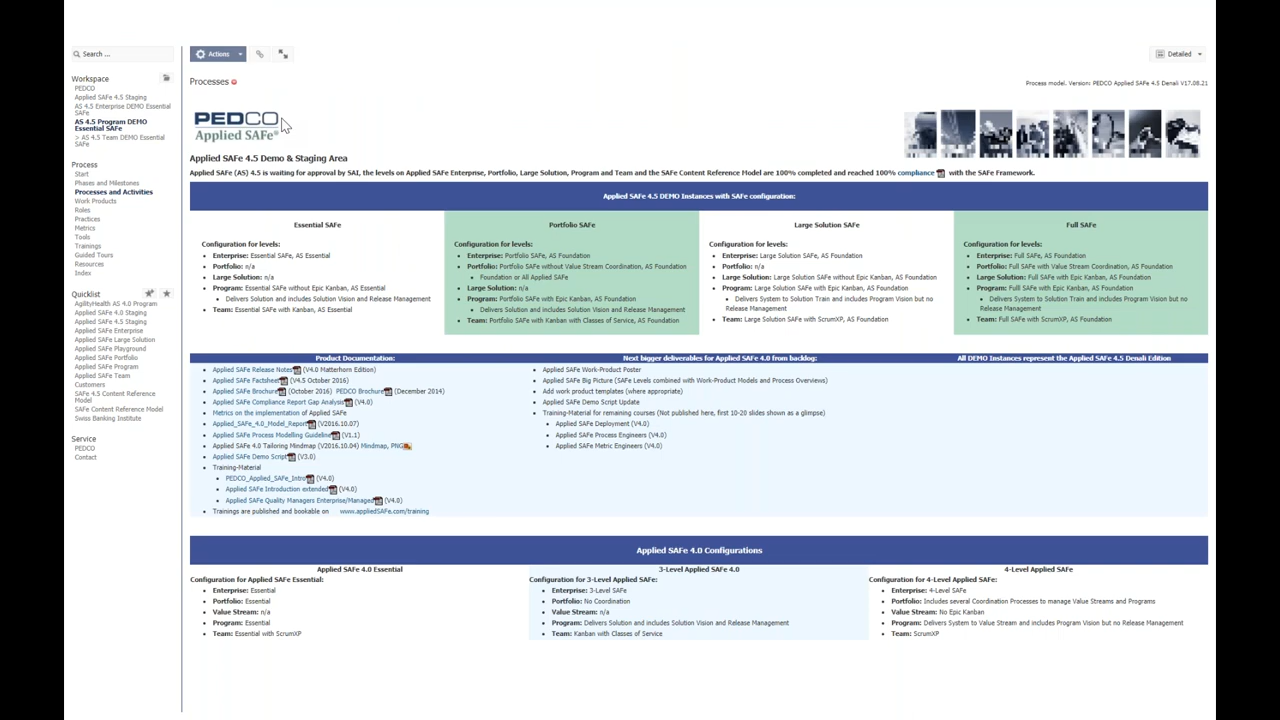 Search ...
Workspace
PEDCO
Applied SAFe 4.5 Staging
AS 4.5 Enterprise DEMO Essential
SAFe
AS 4.5 Program DEMO
Essential SAFe
> AS 4.5 Team DEMO Essential
SAFe
Process
Start
Phases and Milestones
Processes and Activities
Work Products
Roles
Practices
Metrics
Tools
Trainings
Guided Tours
Resources
Index
Quicklist
AgilityHealth AS 4.0 Program
Applied SAFe 4.0 Staging
Applied SAFe 4.5 Staging
Applied SAFe Enterprise
Applied SAFe Large Solution
Applied SAFe Playground
Applied SAFe Portfolio
Applied SAFe Program
Applied SAFe Team
Customers
SAFe 4.5 Content Reference
Model
SAFe Content Reference Model
Swiss Banking Institute
Service
PEDCO
Contact
Actions
Detailed
Processes
Process model. Version: PEDCO Applied SAFe 4.5 Denali V17.08.21
PEDCO
Applied SAFe®
Applied SAFe 4.5 Demo & Staging Area
Applied SAFe (AS) 4.5 is waiting for approval by SAI, the levels on Applied SAFe Enterprise, Portfolio, Large Solution, Program and Team and the SAFe Content Reference Model are 100% completed and reached 100% compliance with the SAFe Framework.
Applied SAFe 4.5 DEMO Instances with SAFe configuration:
Essential SAFe
Configuration for levels:
• Enterprise: Essential SAFe, AS Essential
• Portfolio: n/a
• Large Solution: n/a
• Program: Essential SAFe without Epic Kanban, AS Essential
• Delivers Solution and includes Solution Vision and Release Management
• Team: Essential SAFe with Kanban, AS Essential
Portfolio SAFe
Configuration for levels:
• Enterprise: Portfolio SAFe, AS Foundation
• Portfolio: Portfolio SAFe without Value Stream Coordination, AS Foundation
• Foundation or All Applied SAFe
• Large Solution: n/a
• Program: Portfolio SAFe with Epic Kanban, AS Foundation
• Delivers Solution and includes Solution Vision and Release Management
• Team: Portfolio SAFe with Kanban with Classes of Service, AS Foundation
Large Solution SAFe
Configuration for levels:
• Enterprise: Large Solution SAFe, AS Foundation
• Portfolio: n/a
• Large Solution: Large Solution SAFe without Epic Kanban, AS Foundation
• Program: Large Solution SAFe with Epic Kanban, AS Foundation
• Delivers System to Solution Train and includes Program Vision but no
Release Management
• Team: Large Solution SAFe with ScrumXP, AS Foundation
Full SAFe
Configuration for levels:
• Enterprise: Full SAFe, AS Foundation
• Portfolio: Full SAFe with Value Stream Coordination, AS Foundation
• Large Solution: Full SAFe with Epic Kanban, AS Foundation
• Program: Full SAFe with Epic Kanban, AS Foundation
• Delivers System to Solution Train and includes Program Vision but no
Release Management
• Team: Full SAFe with ScrumXP, AS Foundation
Product Documentation:
• Applied SAFe Release Notes (V4.0 Matterhorn Edition)
• Applied SAFe Factsheet (V4.5 October 2016)
• Applied SAFe Brochure (October 2016) PEDCO Brochure (December 2014)
• Applied SAFe Compliance Report Gap Analysis (V4.0)
• Metrics on the implementation of Applied SAFe
• Applied_SAFe_4.0_Model_Report (V2016.10.07)
• Applied SAFe Process Modelling Guideline (V1.1)
• Applied SAFe 4.0 Tailoring Mindmap (V2016.10.04) Mindmap, PNG
• Applied SAFe Demo Script (V3.0)
• Training-Material
• PEDCO_Applied_SAFe_Intro (V4.0)
• Applied SAFe Introduction extended (V4.0)
• Applied SAFe Quality Managers Enterprise/Managed (V4.0)
• Trainings are published and bookable on www.appliedSAFe.com/training
Next bigger deliverables for Applied SAFe 4.0 from backlog:
• Applied SAFe Work-Product Poster
• Applied SAFe Big Picture (SAFe Levels combined with Work-Product Models and Process Overviews)
• Add work product templates (where appropriate)
• Applied SAFe Demo Script Update
• Training-Material for remaining courses (Not published here, first 10-20 slides shown as a glimpse)
• Applied SAFe Deployment (V4.0)
• Applied SAFe Process Engineers (V4.0)
• Applied SAFe Metric Engineers (V4.0)
All DEMO Instances represent the Applied SAFe 4.5 Denali Edition
Applied SAFe 4.0 Configurations
Applied SAFe 4.0 Essential
Configuration for Applied SAFe Essential:
• Enterprise: Essential
• Portfolio: Essential
• Value Stream: n/a
• Program: Essential
• Team: Essential with ScrumXP
3-Level Applied SAFe 4.0
Configuration for 3-Level Applied SAFe:
• Enterprise: 3-Level SAFe
• Portfolio: No Coordination
• Value Stream: n/a
• Program: Delivers Solution and includes Solution Vision and Release Management
• Team: Kanban with Classes of Service
4-Level Applied SAFe
Configuration for 4-Level Applied SAFe:
• Enterprise: 4-Level SAFe
• Portfolio: Includes several Coordination Processes to manage Value Streams and Programs
• Value Stream: No Epic Kanban
• Program: Delivers System to Value Stream and includes Program Vision but no Release Management
• Team: ScrumXP